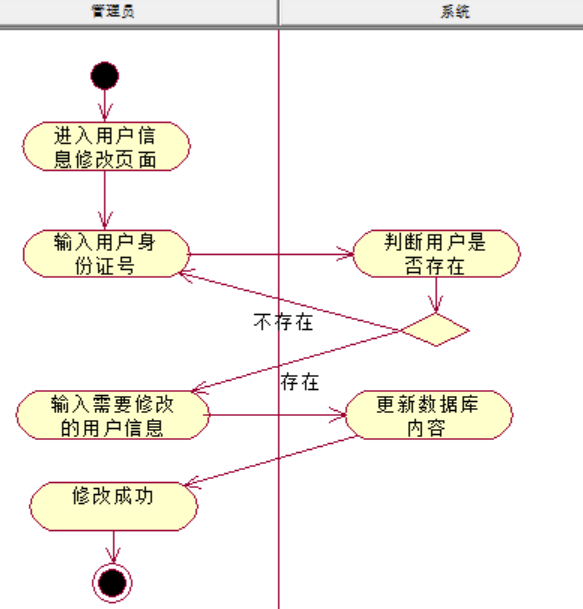 管理员
系统
进入用户信
息修改页面
输入用户身
份证号
判断用户是
否存在
不存在
存在
输入需要修改
的用户信息
更新数据库
内容
修改成功